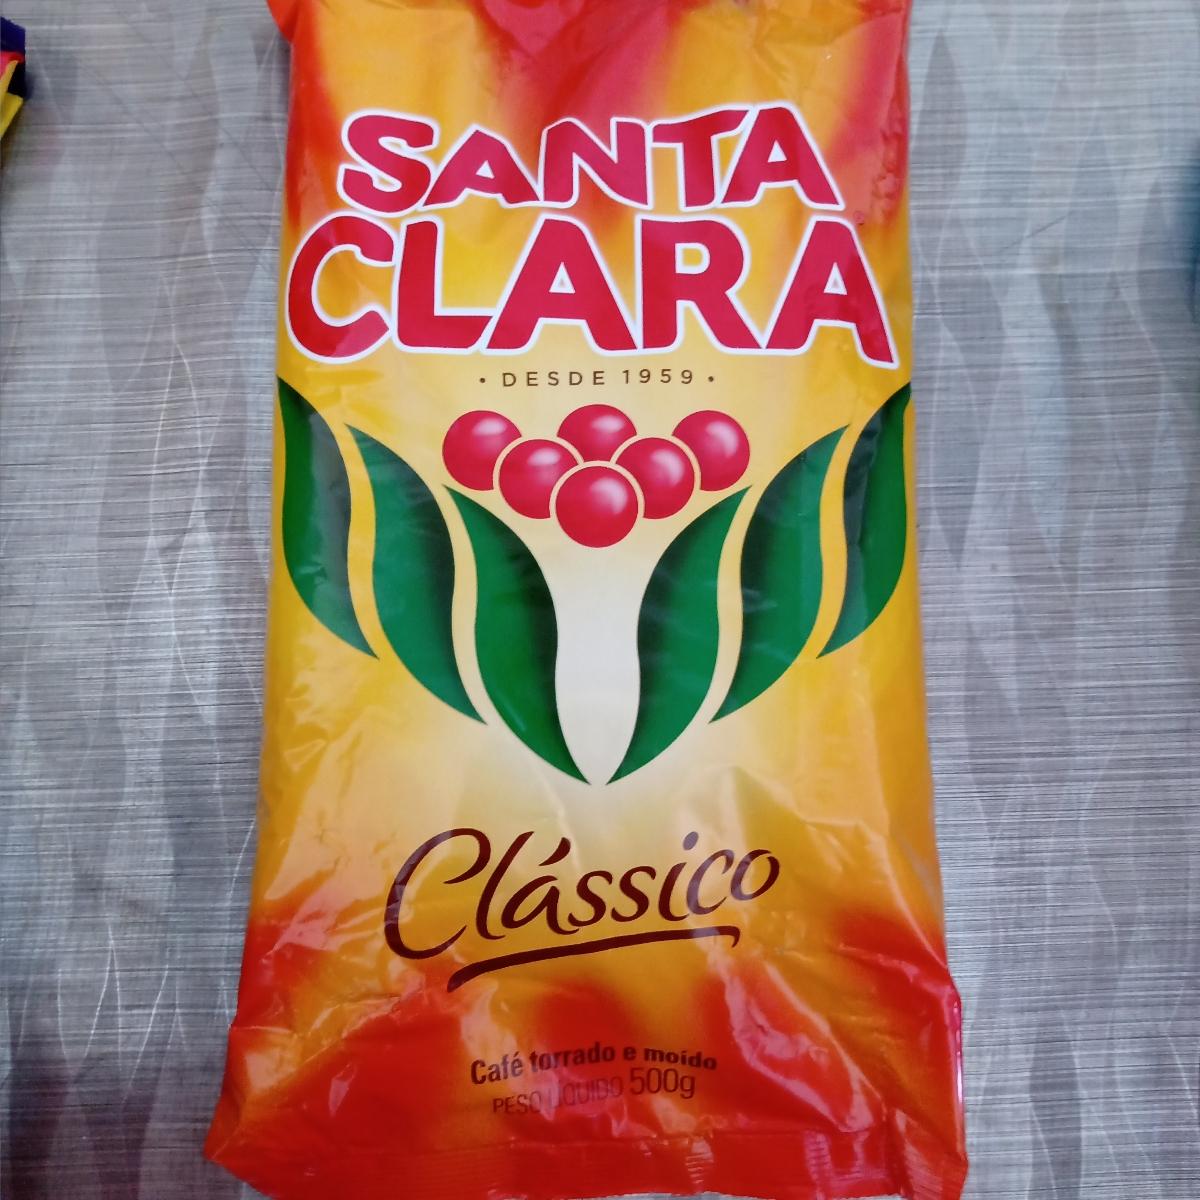 SANTA
CLARA®
• DESDE 1959 •
Clássico
Café torrado e moído
PESO LÍQUIDO 500g